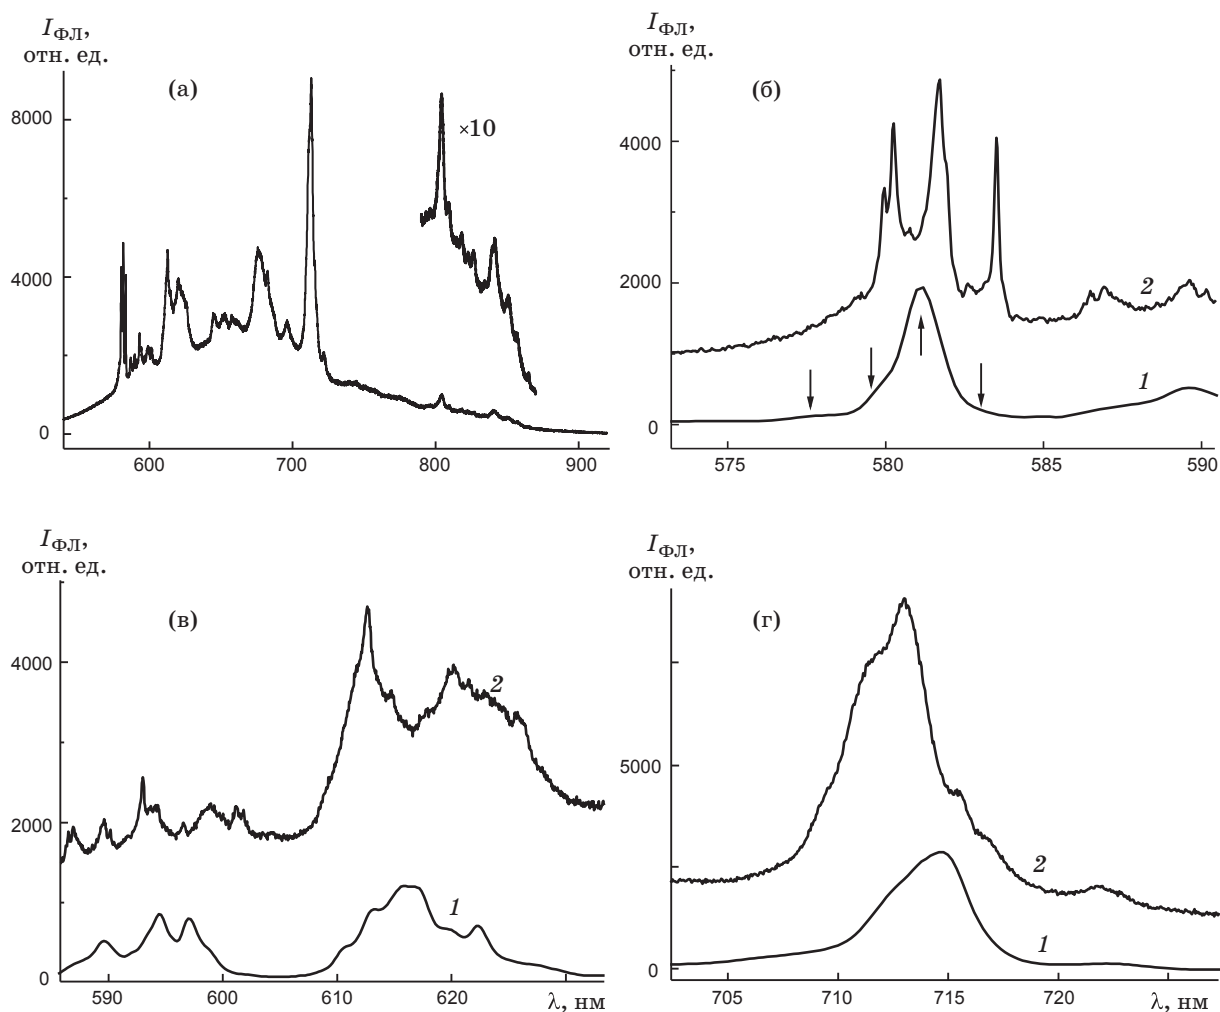 I_ФЛ,
отн. ед.
(а)
8000
4000
0
×10
600
700
800
900
I_ФЛ,
отн. ед.
(б)
4000
2000
0
2
1
575
580
585
590
I_ФЛ,
отн. ед.
(в)
4000
2000
0
2
1
590
600
610
620
λ, нм
I_ФЛ,
отн. ед.
(г)
5000
0
2
1
705
710
715
720
λ, нм